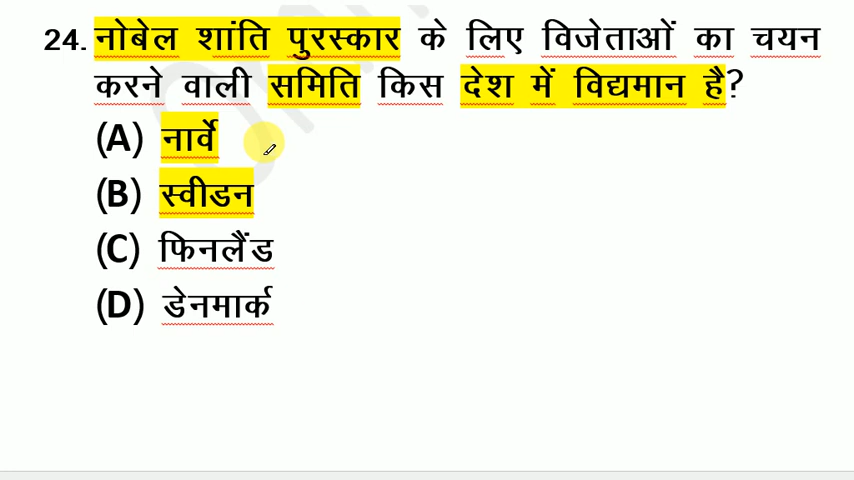 24. नोबेल शांति पुरस्कार के लिए विजेताओं का चयन
करने वाली समिति किस देश में विद्यमान है?
(A) नार्वे
(B) स्वीडन
(C) फिनलैंड
(D) डेनमार्क